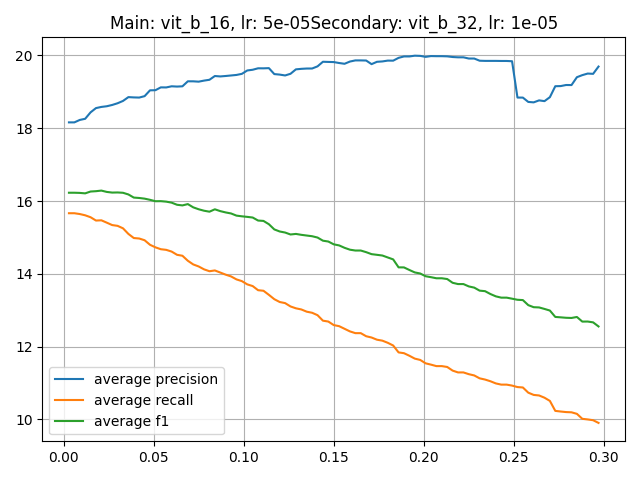 Main: vit_b_16, lr: 5e-05Secondary: vit_b_32, lr: 1e-05
20
18
16
14
12
10
average precision
average recall
average f1
0.00 0.05 0.10 0.15 0.20 0.25 0.30